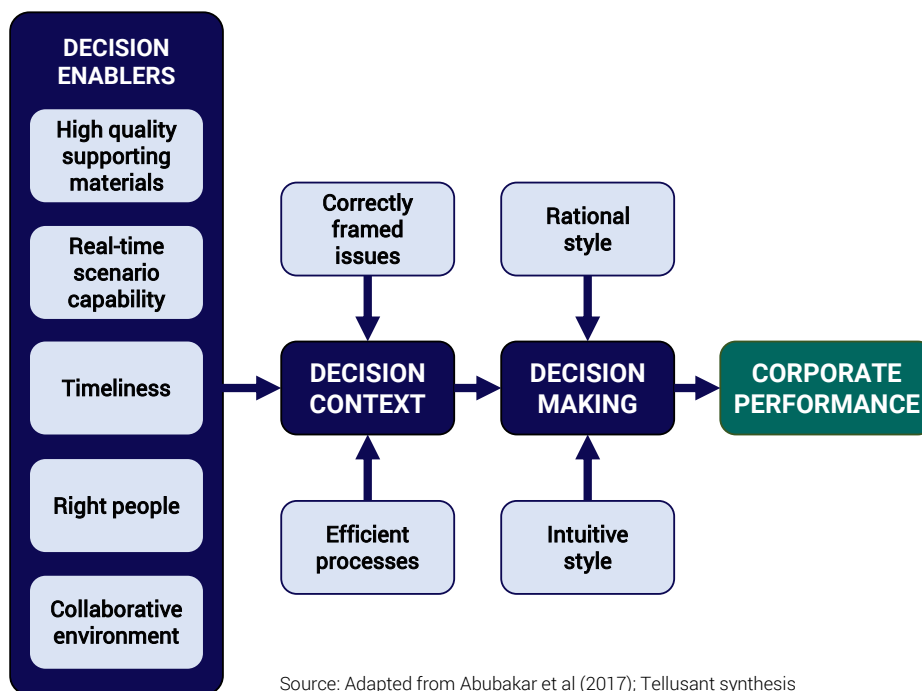 DECISION
ENABLERS
High quality
supporting
materials
Real-time
scenario
capability
Timeliness
Right people
Collaborative
environment
Correctly
framed
issues
DECISION
CONTEXT
Efficient
processes
Rational
style
DECISION
MAKING
Intuitive
style
CORPORATE
PERFORMANCE
Source: Adapted from Abubakar et al (2017); Tellusant synthesis